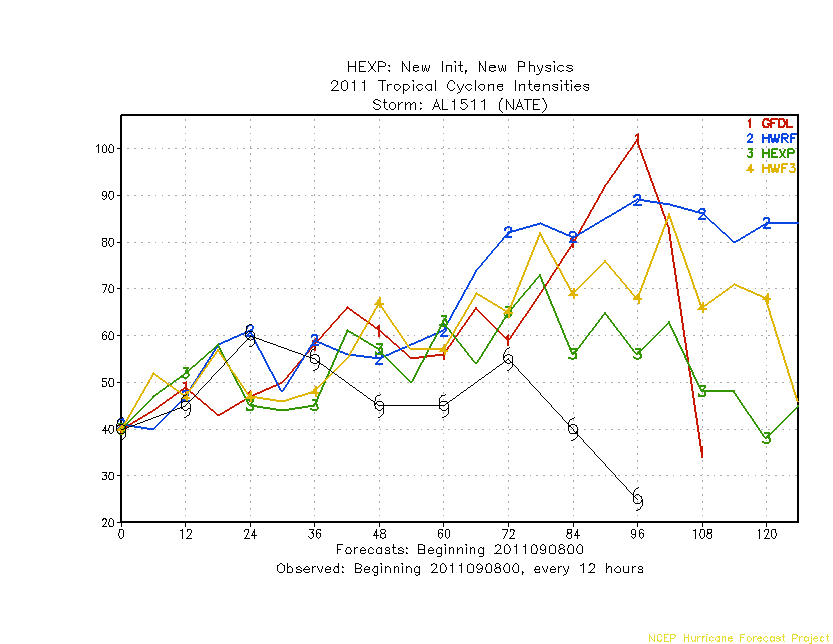 HEXP: New Init, New Physics
2011 Tropical Cyclone Intensities
Storm: AL1511 (NATE)
1 GFDL
2 HWRF
3 HEXP
4 HWF3
100
90
80
70
60
50
40
30
20
0 12 24 36 48 60 72 84 96 108 120
Forecasts: Beginning 2011090800
Observed: Beginning 2011090800, every 12 hours
NCEP Hurricane Forecast Project